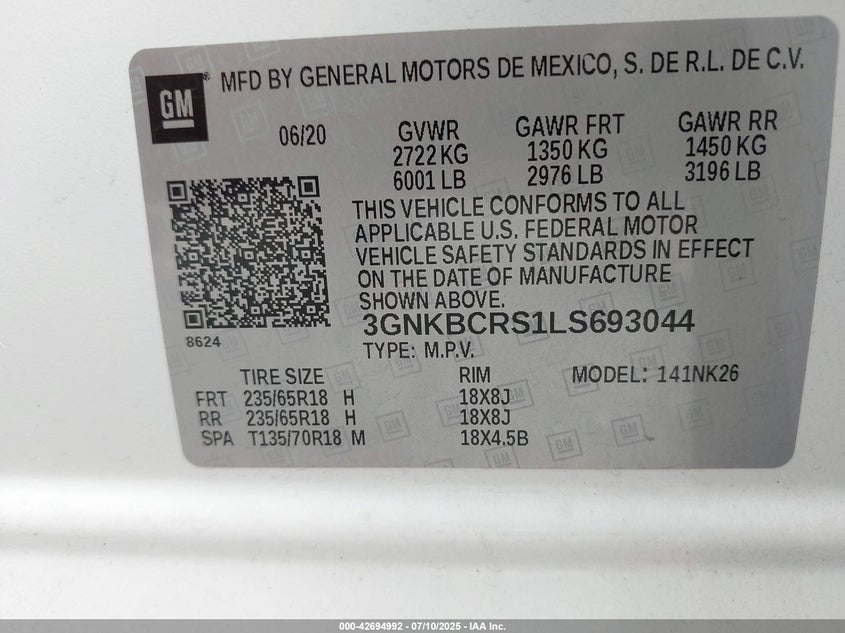 GM
MFD BY GENERAL MOTORS DE MEXICO, S. DE R.L. DE C.V.
06/20
GVWR GAWR FRT GAWR RR
2722 KG 1350 KG 1450 KG
6001 LB 2976 LB 3196 LB
THIS VEHICLE CONFORMS TO ALL
APPLICABLE U.S. FEDERAL MOTOR
VEHICLE SAFETY STANDARDS IN EFFECT
ON THE DATE OF MANUFACTURE
SHOWN ABOVE.
3GNKBCRS1LS693044
8624
TYPE: M.P.V.
TIRE SIZE RIM MODEL: 141NK26
FRT 235/65R18 H 18X8J
RR 235/65R18 H 18X8J
SPA T135/70R18 M 18X4.5B
000-42694992 / 07/10/2025 - IAA Inc.